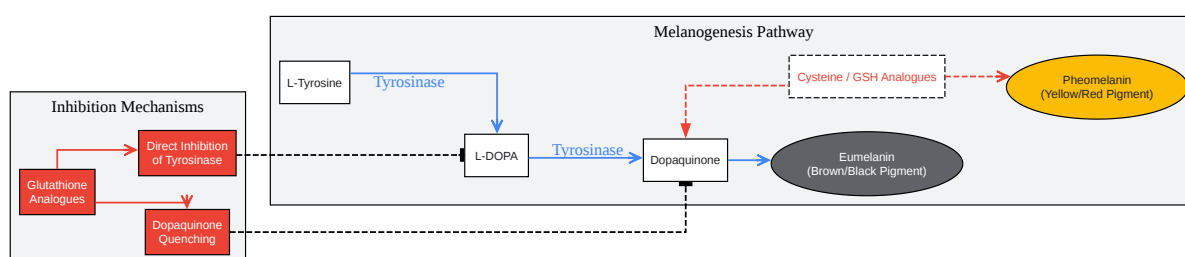 Melanogenesis Pathway
L-Tyrosine
Tyrosinase
Cysteine / GSH Analogues
Pheomelanin
(Yellow/Red Pigment)
Inhibition Mechanisms
Direct Inhibition
of Tyrosinase
L-DOPA
Tyrosinase
Dopaquinone
Eumelanin
(Brown/Black Pigment)
Glutathione
Analogues
Dopaquinone
Quenching